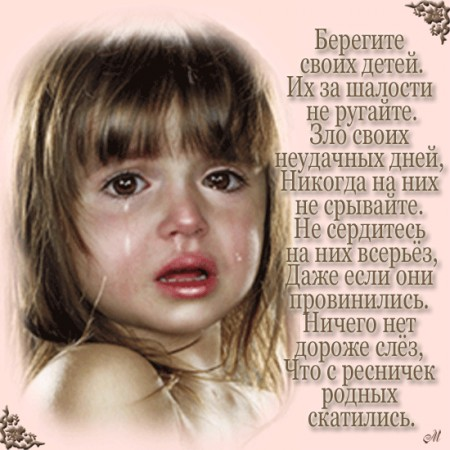 Берегите
своих детей.
Их за шалости
не ругайте.
Зло своих
неудачных дней,
Никогда на них
не срывайте.
Не сердитесь
на них всерьёз,
Даже если они
провинились.
Ничего нет
дороже слёз,
Что с ресничек
родных
скатились.
М